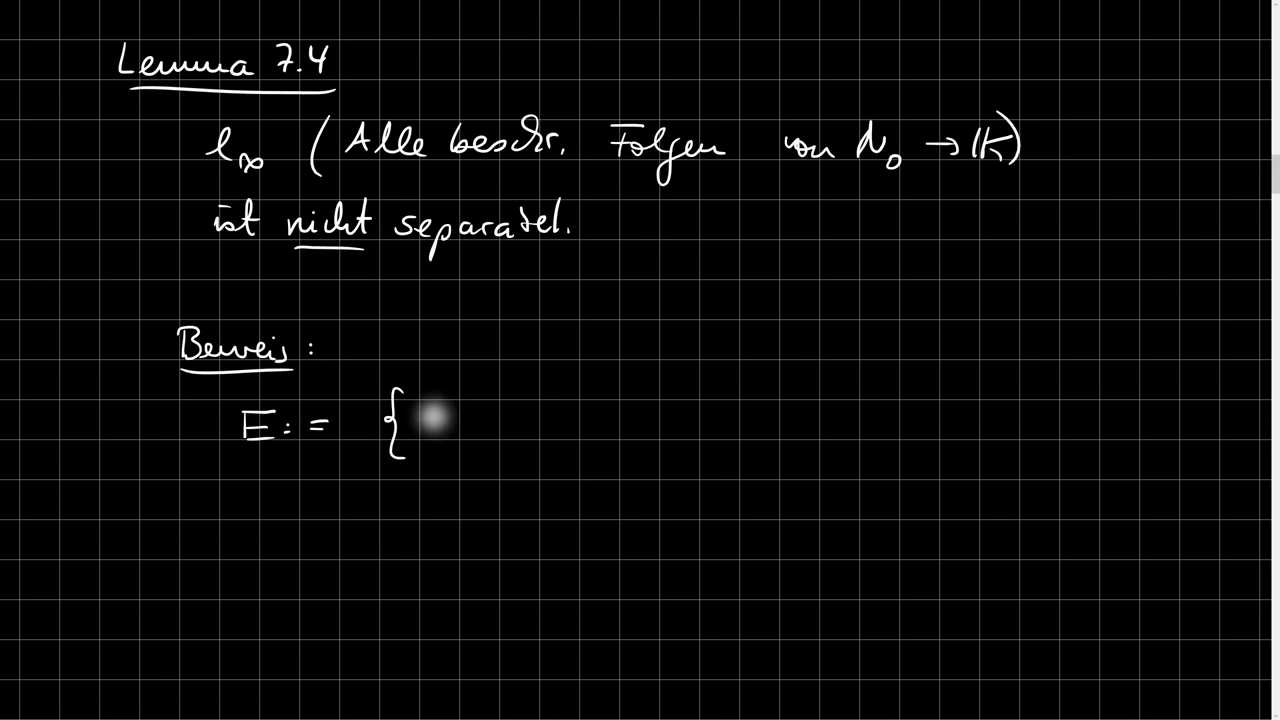 Lemma 7.4
l∞ (Alle beschr. Folgen von ℕ₀ → 𝕂)
ist nicht separabel.
Beweis:
E := {